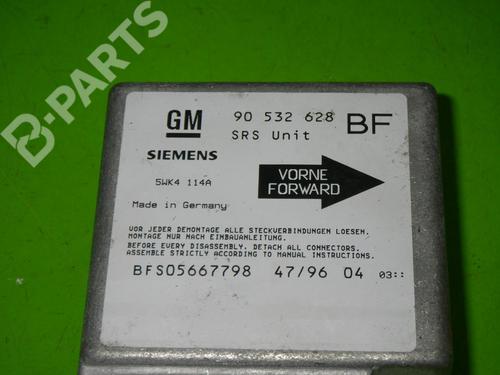 B-PARTS
GM 90 532 628 BF
SRS Unit
SIEMENS
5WK4 114A
VORNE
FORWARD
Made in Germany
VOR JEDER DEMONTAGE ALLE STECKVERBINDUNGEN LOESEN.
MONTAGE NUR NACH EINBAUANLEITUNG.
BEFORE EVERY DISASSEMBLY, DETACH ALL CONNECTORS.
ASSEMBLE STRICTLY ACCORDING TO MANUAL INSTRUCTIONS.
BFS05667798 47/96 04 03::